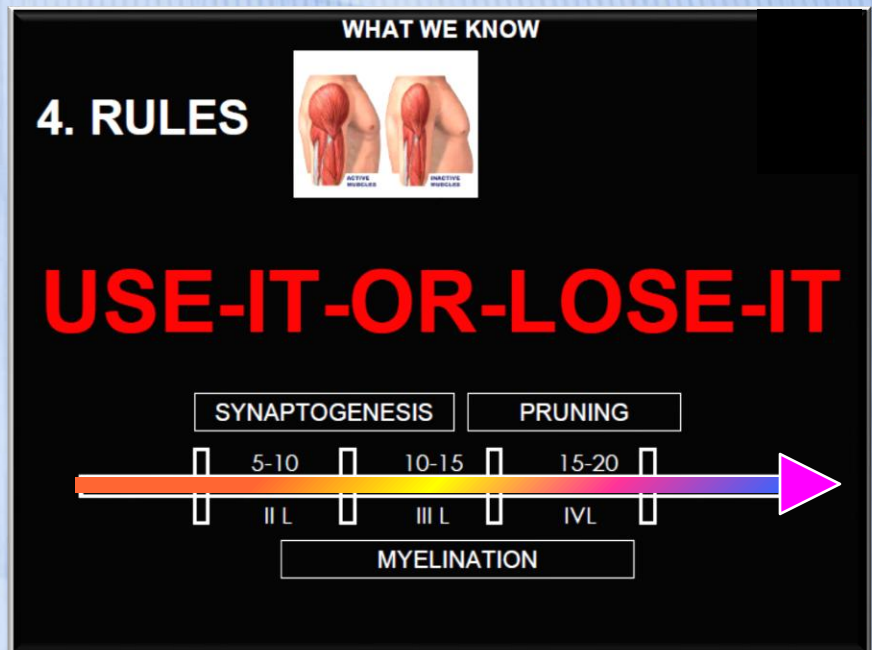 WHAT WE KNOW
4. RULES
ACTIVE
MUSCLES
INACTIVE
MUSCLES
USE-IT-OR-LOSE-IT
SYNAPTOGENESIS
PRUNING
5-10
10-15
15-20
II L
III L
IVL
MYELINATION